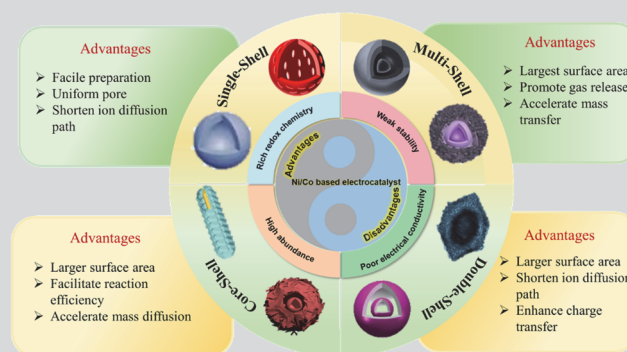 Advantages
Facile preparation
Uniform pore
Shorten ion diffusion
path
Single-Shell
Multi-Shell
Advantages
Largest surface area
Promote gas release
Accelerate mass
transfer
Rich redox chemistry
Weak stability
Advantages
Ni/Co based electrocatalyst
Disadvantages
High abundance
Poor electrical conductivity
Core-Shell
Double-Shell
Advantages
Larger surface area
Facilitate reaction
efficiency
Accelerate mass diffusion
Advantages
Larger surface area
Shorten ion diffusion
path
Enhance charge
transfer